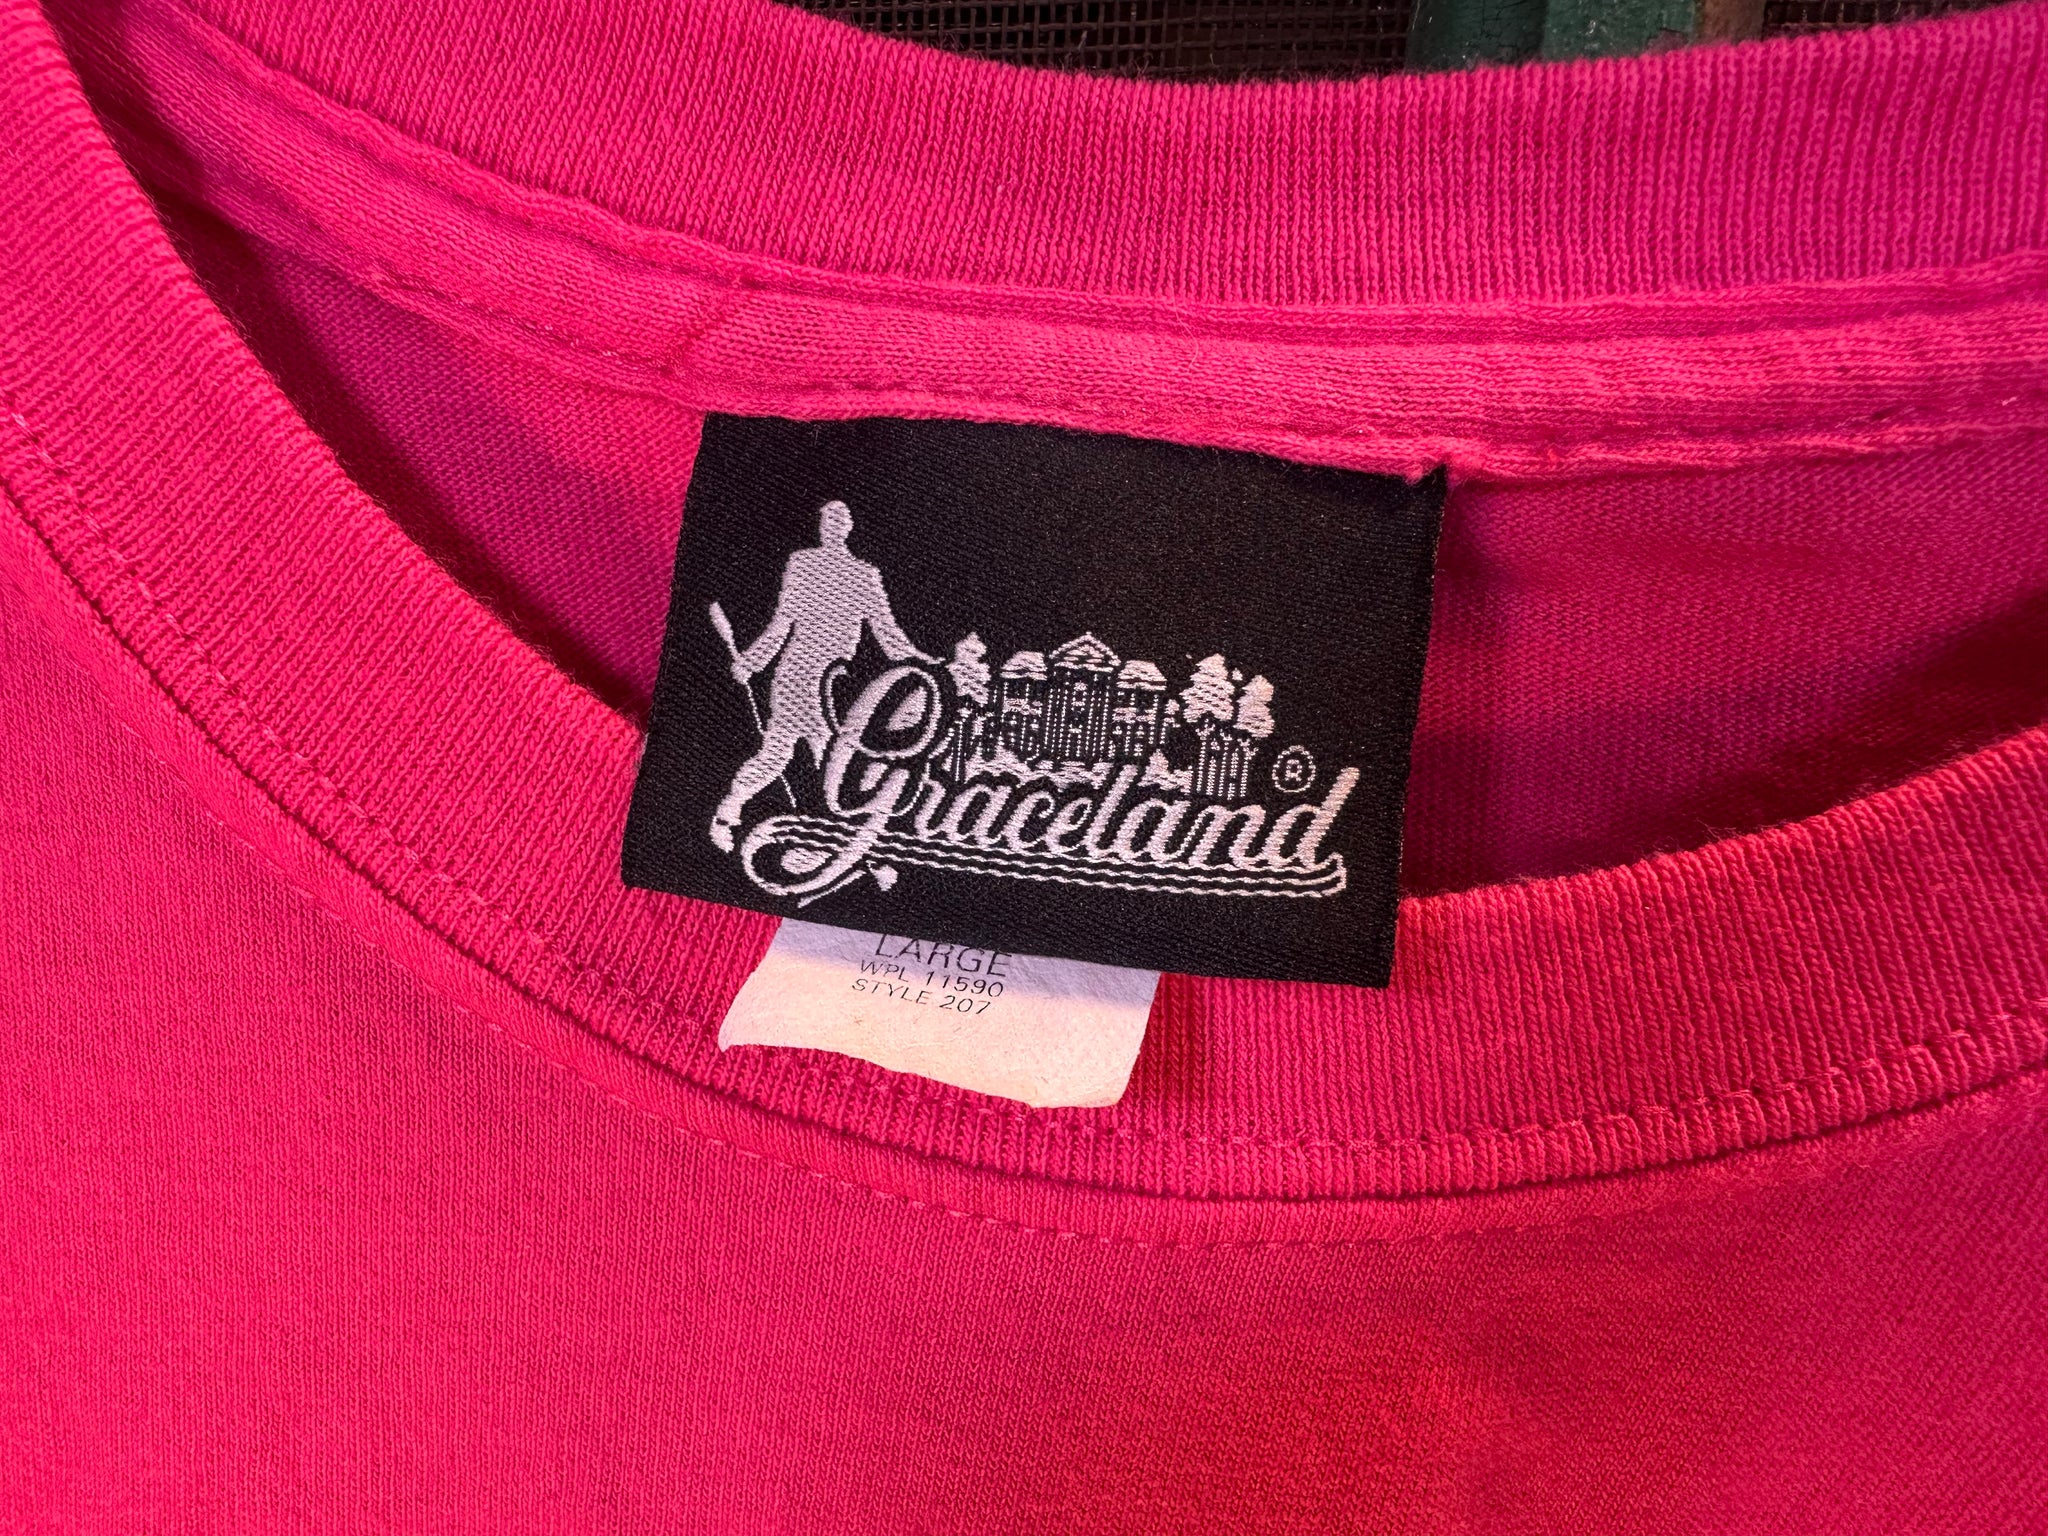 Graceland ®
LARGE
WPL 11590
STYLE 207